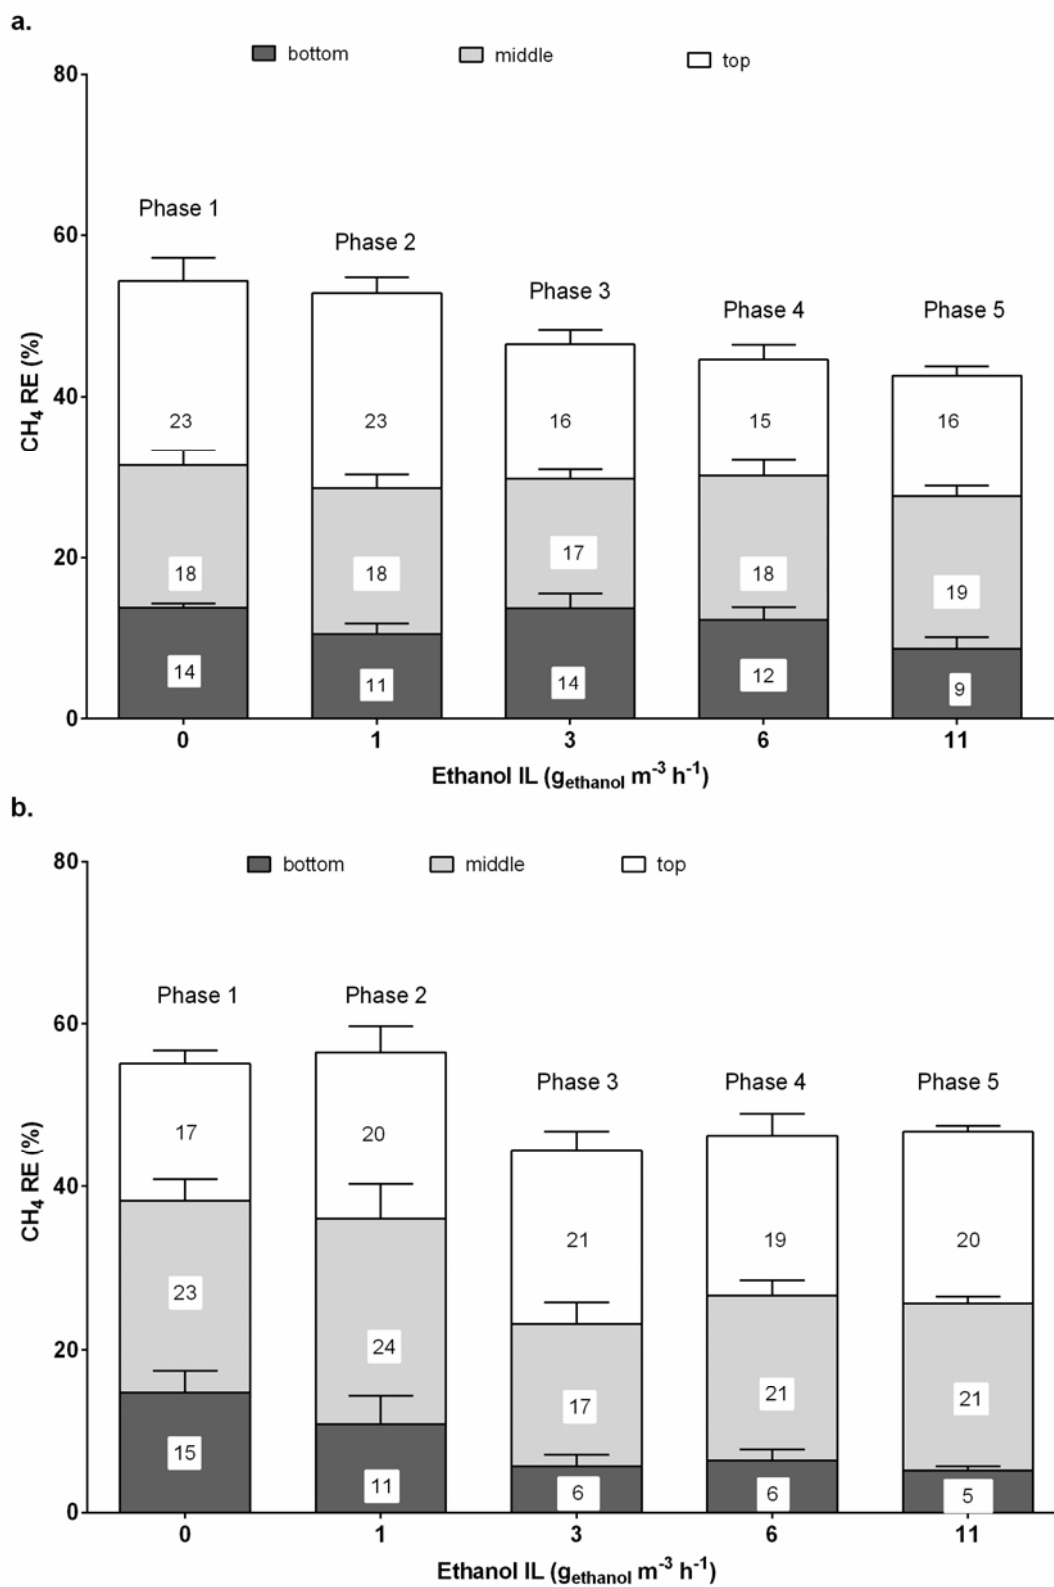 a.
bottom middle top
80
Phase 1
Phase 2
Phase 3
Phase 4
Phase 5
60
40
20
0
CH₄ RE (%)
23 23 16 15 16
18 18 17 18 19
14 11 14 12 9
0 1 3 6 11
Ethanol IL (gethanol m⁻³ h⁻¹)
b.
bottom middle top
80
Phase 1 Phase 2
Phase 3 Phase 4 Phase 5
60
40
20
0
CH₄ RE (%)
17 20 21 19 20
23 24 17 21 21
15 11 6 6 5
0 1 3 6 11
Ethanol IL (gethanol m⁻³ h⁻¹)